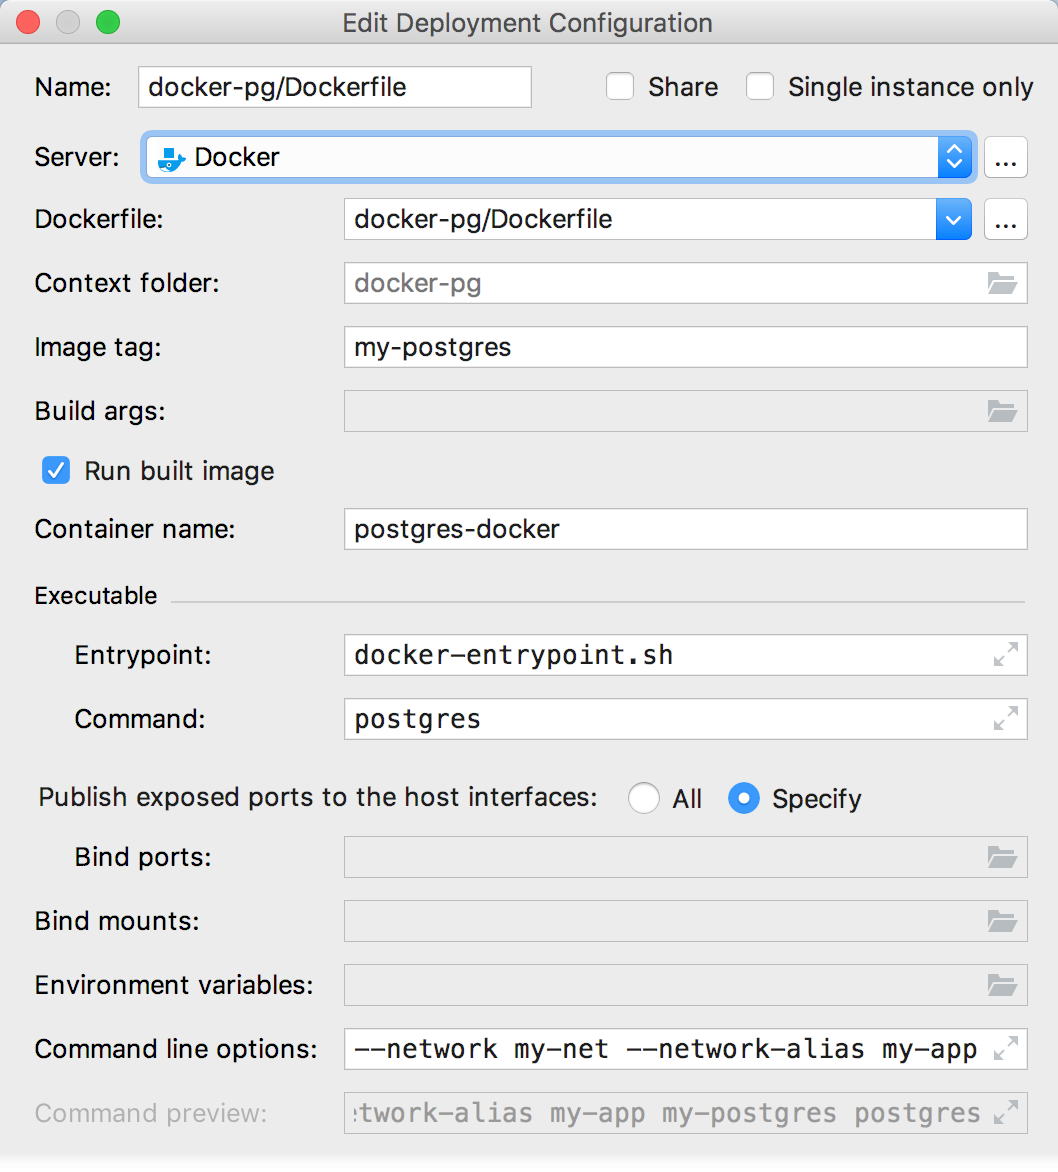 Edit Deployment Configuration
Name: docker-pg/Dockerfile Share Single instance only
Server: Docker ...
Dockerfile: docker-pg/Dockerfile ...
Context folder: docker-pg
Image tag: my-postgres
Build args:
Run built image
Container name: postgres-docker
Executable
Entrypoint: docker-entrypoint.sh
Command: postgres
Publish exposed ports to the host interfaces: All Specify
Bind ports:
Bind mounts:
Environment variables:
Command line options: --network my-net --network-alias my-app
Command preview: etwork-alias my-app my-postgres postgres